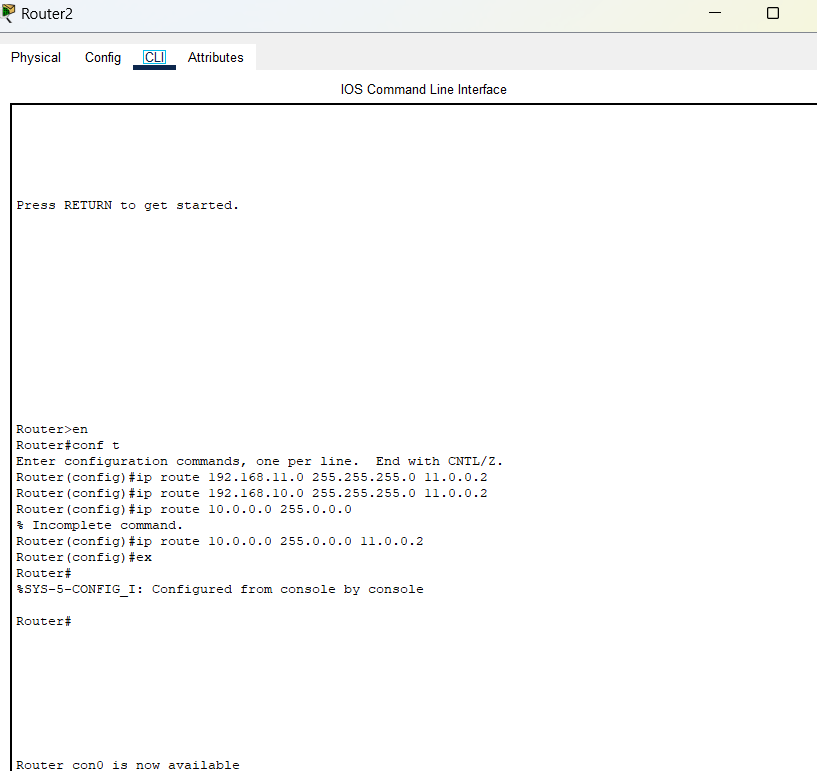 Router2
Physical Config CLI Attributes
IOS Command Line Interface
Press RETURN to get started.
Router>en
Router#conf t
Enter configuration commands, one per line.  End with CNTL/Z.
Router(config)#ip route 192.168.11.0 255.255.255.0 11.0.0.2
Router(config)#ip route 192.168.10.0 255.255.255.0 11.0.0.2
Router(config)#ip route 10.0.0.0 255.0.0.0
% Incomplete command.
Router(config)#ip route 10.0.0.0 255.0.0.0 11.0.0.2
Router(config)#ex
Router#
%SYS-5-CONFIG_I: Configured from console by console
Router#
Router con0 is now available